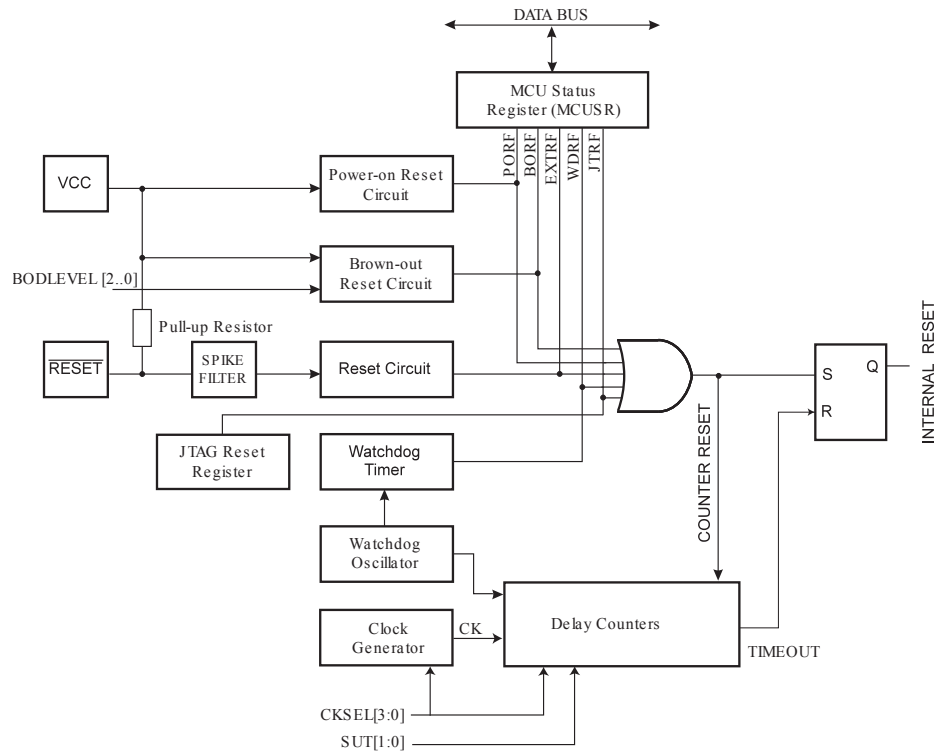 DATA BUS
MCU Status
Register (MCUSR)
PORF
BORF
EXTRF
WDRF
JTRF
VCC
Power-on Reset
Circuit
BODLEVEL [2..0]
Brown-out
Reset Circuit
Pull-up Resistor
RESET
SPIKE
FILTER
Reset Circuit
JTAG Reset
Register
Watchdog
Timer
Watchdog
Oscillator
Clock
Generator
CK
Delay Counters
CKSEL[3:0]
SUT[1:0]
COUNTER RESET
TIMEOUT
S
R
Q
INTERNAL RESET